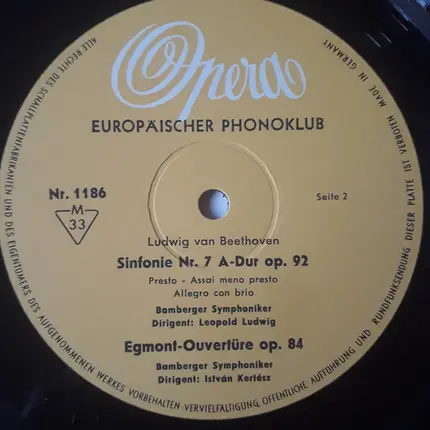 Opera
EUROPÄISCHER PHONOKLUB
Nr. 1186
M
33
Seite 2
Ludwig van Beethoven
Sinfonie Nr. 7 A-Dur op. 92
Presto - Assai meno presto
Allegro con brio
Bamberger Symphoniker
Dirigent: Leopold Ludwig
Egmont-Ouvertüre op. 84
Bamberger Symphoniker
Dirigent: István Kertész
ALLE RECHTE DES SCHALLPLATTENFABRIKANTEN UND DES EIGENTUMERS DES AUFGENOMMENEN WERKES VORBEHALTEN VERVIELFALTIGUNG, ÖFFENTLICHE AUFFÜHRUNG UND RUNDFUNKSENDUNG DIESER PLATTE IST VERBOTEN MADE IN GERMANY